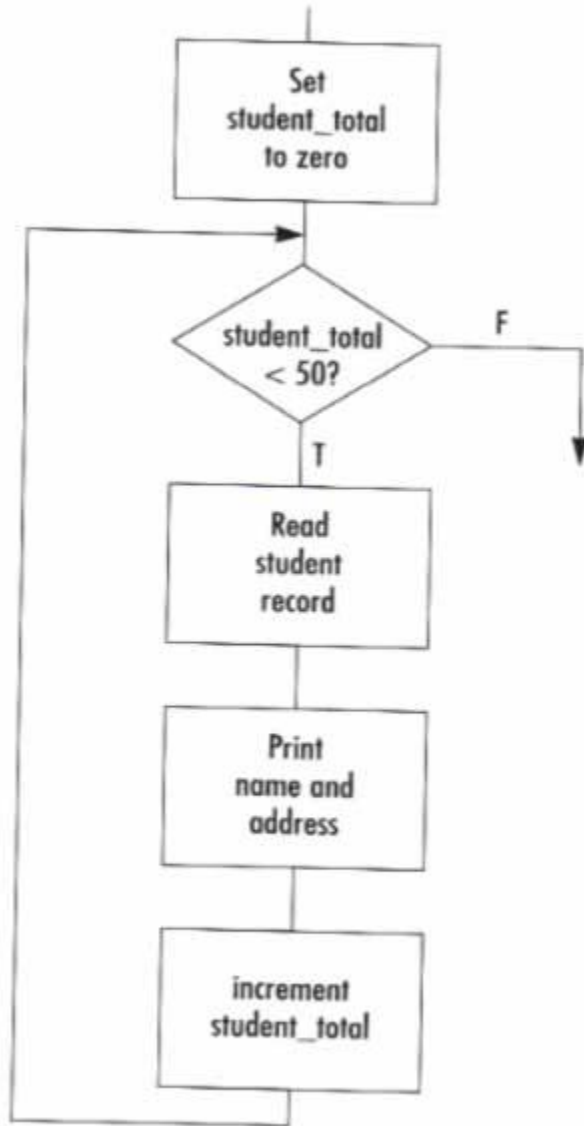 Set
student_total
to zero
student_total
< 50?
F
T
Read
student
record
Print
name and
address
increment
student_total